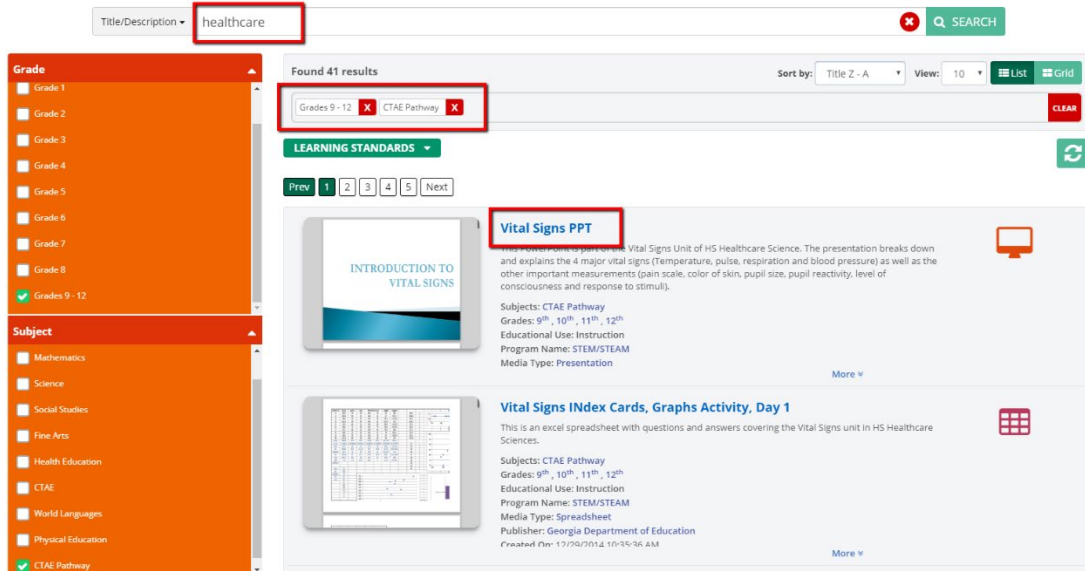 Title/Description
healthcare
SEARCH
Grade
Grade 1
Grade 2
Grade 3
Grade 4
Grade 5
Grade 6
Grade 7
Grade 8
Grades 9 - 12
Subject
Mathematics
Science
Social Studies
Fine Arts
Health Education
CTAE
World Languages
Physical Education
CTAE Pathway
Found 41 results
Sort by: Title Z - A View: 10 List Grid
Grades 9 - 12 X CTAE Pathway X
CLEAR
LEARNING STANDARDS
Prev 1 2 3 4 5 Next
INTRODUCTION TO
VITAL SIGNS
Vital Signs PPT
This PowerPoint is part of the Vital Signs Unit of HS Healthcare Science. The presentation breaks down
and explains the 4 major vital signs (Temperature, pulse, respiration and blood pressure) as well as the
other important measurements (pain scale, color of skin, pupil size, pupil reactivity, level of
consciousness and response to stimuli).
Subjects: CTAE Pathway
Grades: 9th , 10th , 11th , 12th
Educational Use: Instruction
Program Name: STEM/STEAM
Media Type: Presentation
More
Vital Signs INdex Cards, Graphs Activity, Day 1
This is an excel spreadsheet with questions and answers covering the Vital Signs unit in HS Healthcare
Sciences.
Subjects: CTAE Pathway
Grades: 9th , 10th , 11th , 12th
Educational Use: Instruction
Program Name: STEM/STEAM
Media Type: Spreadsheet
Publisher: Georgia Department of Education
Created On: 12/29/2014 10:35:36 AM
More